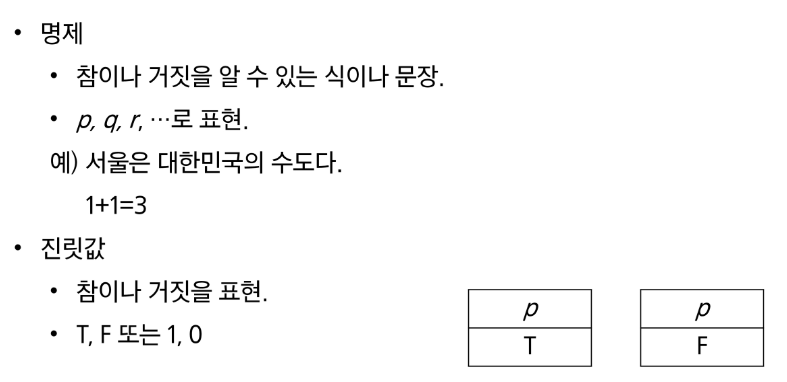 • 명제
• 참이나 거짓을 알 수 있는 식이나 문장.
• p, q, r, …로 표현.
예) 서울은 대한민국의 수도다.
1+1=3
• 진릿값
• 참이나 거짓을 표현.
• T, F 또는 1, 0
p p
T F